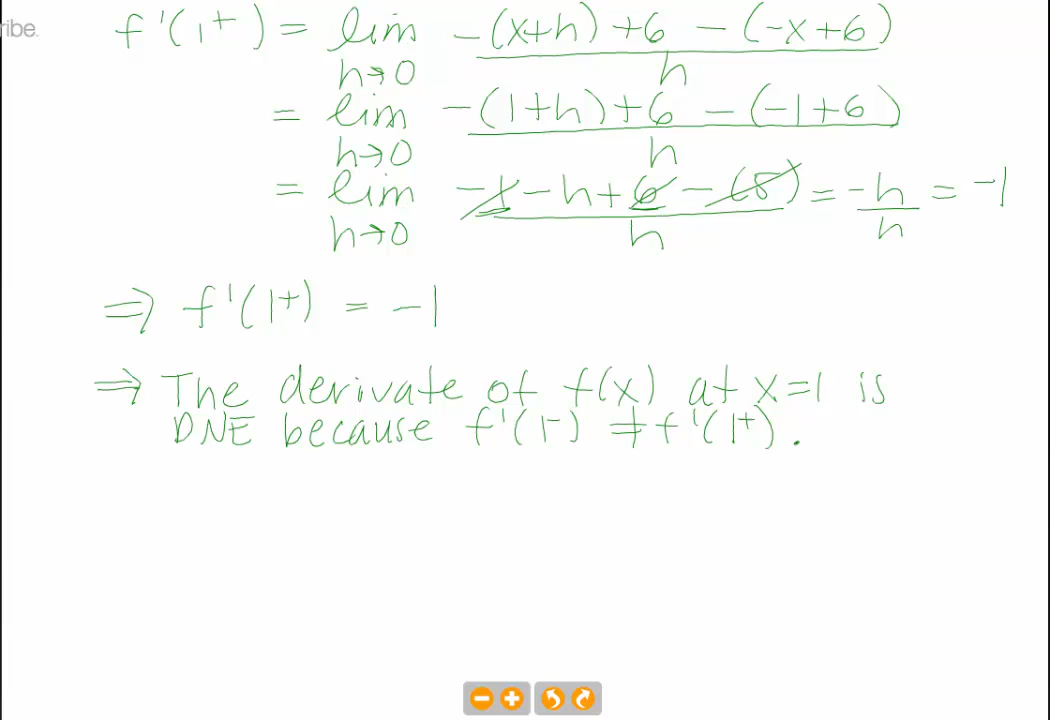 ribe.
f'(1+) = lim -(x+h)+6 - (-x+6)
h→0 h
= lim -(1+h)+6 - (-1+6)
h→0 h
= lim -1-h+6-(5) = -h = -1
h→0 h h
⇒ f'(1+) = -1
⇒ The derivate of f(x) at x=1 is
DNE because f'(1-) ≠ f'(1+).